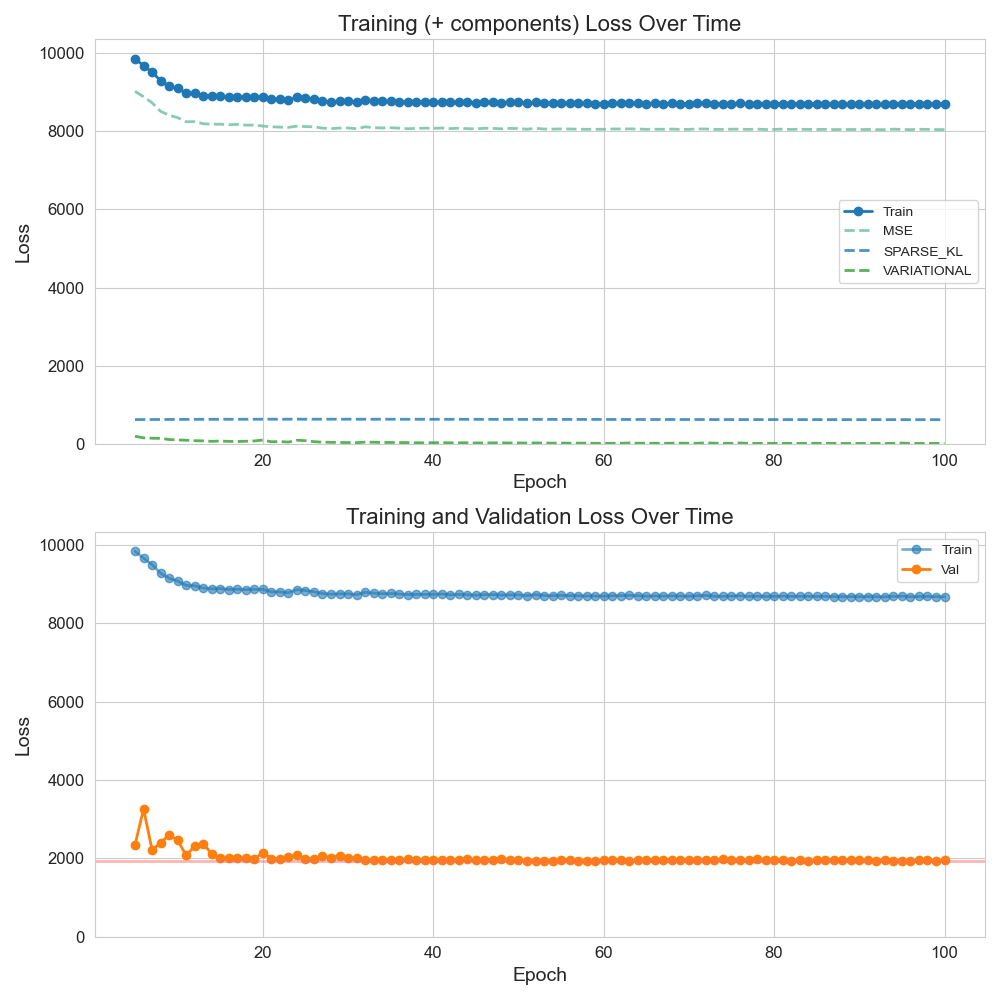 Training (+ components) Loss Over Time
10000
8000
6000
4000
2000
0
Loss
Train
MSE
SPARSE_KL
VARIATIONAL
20 40 60 80 100
Epoch
Training and Validation Loss Over Time
10000
8000
6000
4000
2000
0
Loss
Train
Val
20 40 60 80 100
Epoch